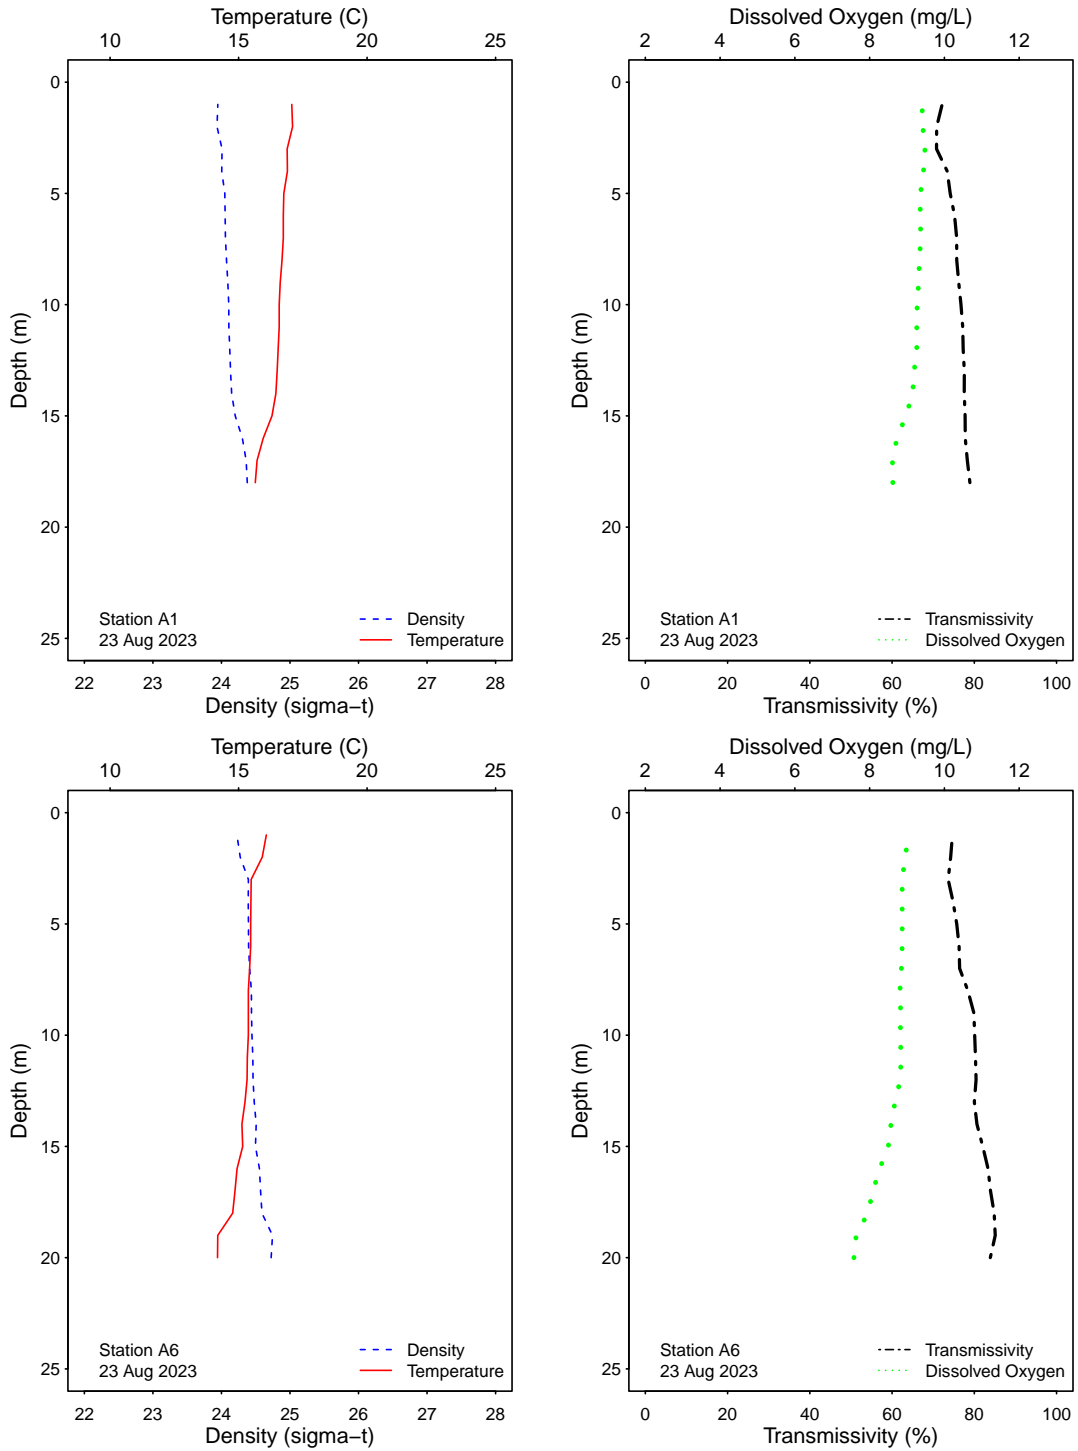 Temperature (C)
10 15 20 25
0
5
10
15
20
25
Depth (m)
Station A1
23 Aug 2023
Density
Temperature
22 23 24 25 26 27 28
Density (sigma−t)
Dissolved Oxygen (mg/L)
2 4 6 8 10 12
0
5
10
15
20
25
Depth (m)
Station A1
23 Aug 2023
Transmissivity
Dissolved Oxygen
0 20 40 60 80 100
Transmissivity (%)
Temperature (C)
10 15 20 25
0
5
10
15
20
25
Depth (m)
Station A6
23 Aug 2023
Density
Temperature
22 23 24 25 26 27 28
Density (sigma−t)
Dissolved Oxygen (mg/L)
2 4 6 8 10 12
0
5
10
15
20
25
Depth (m)
Station A6
23 Aug 2023
Transmissivity
Dissolved Oxygen
0 20 40 60 80 100
Transmissivity (%)